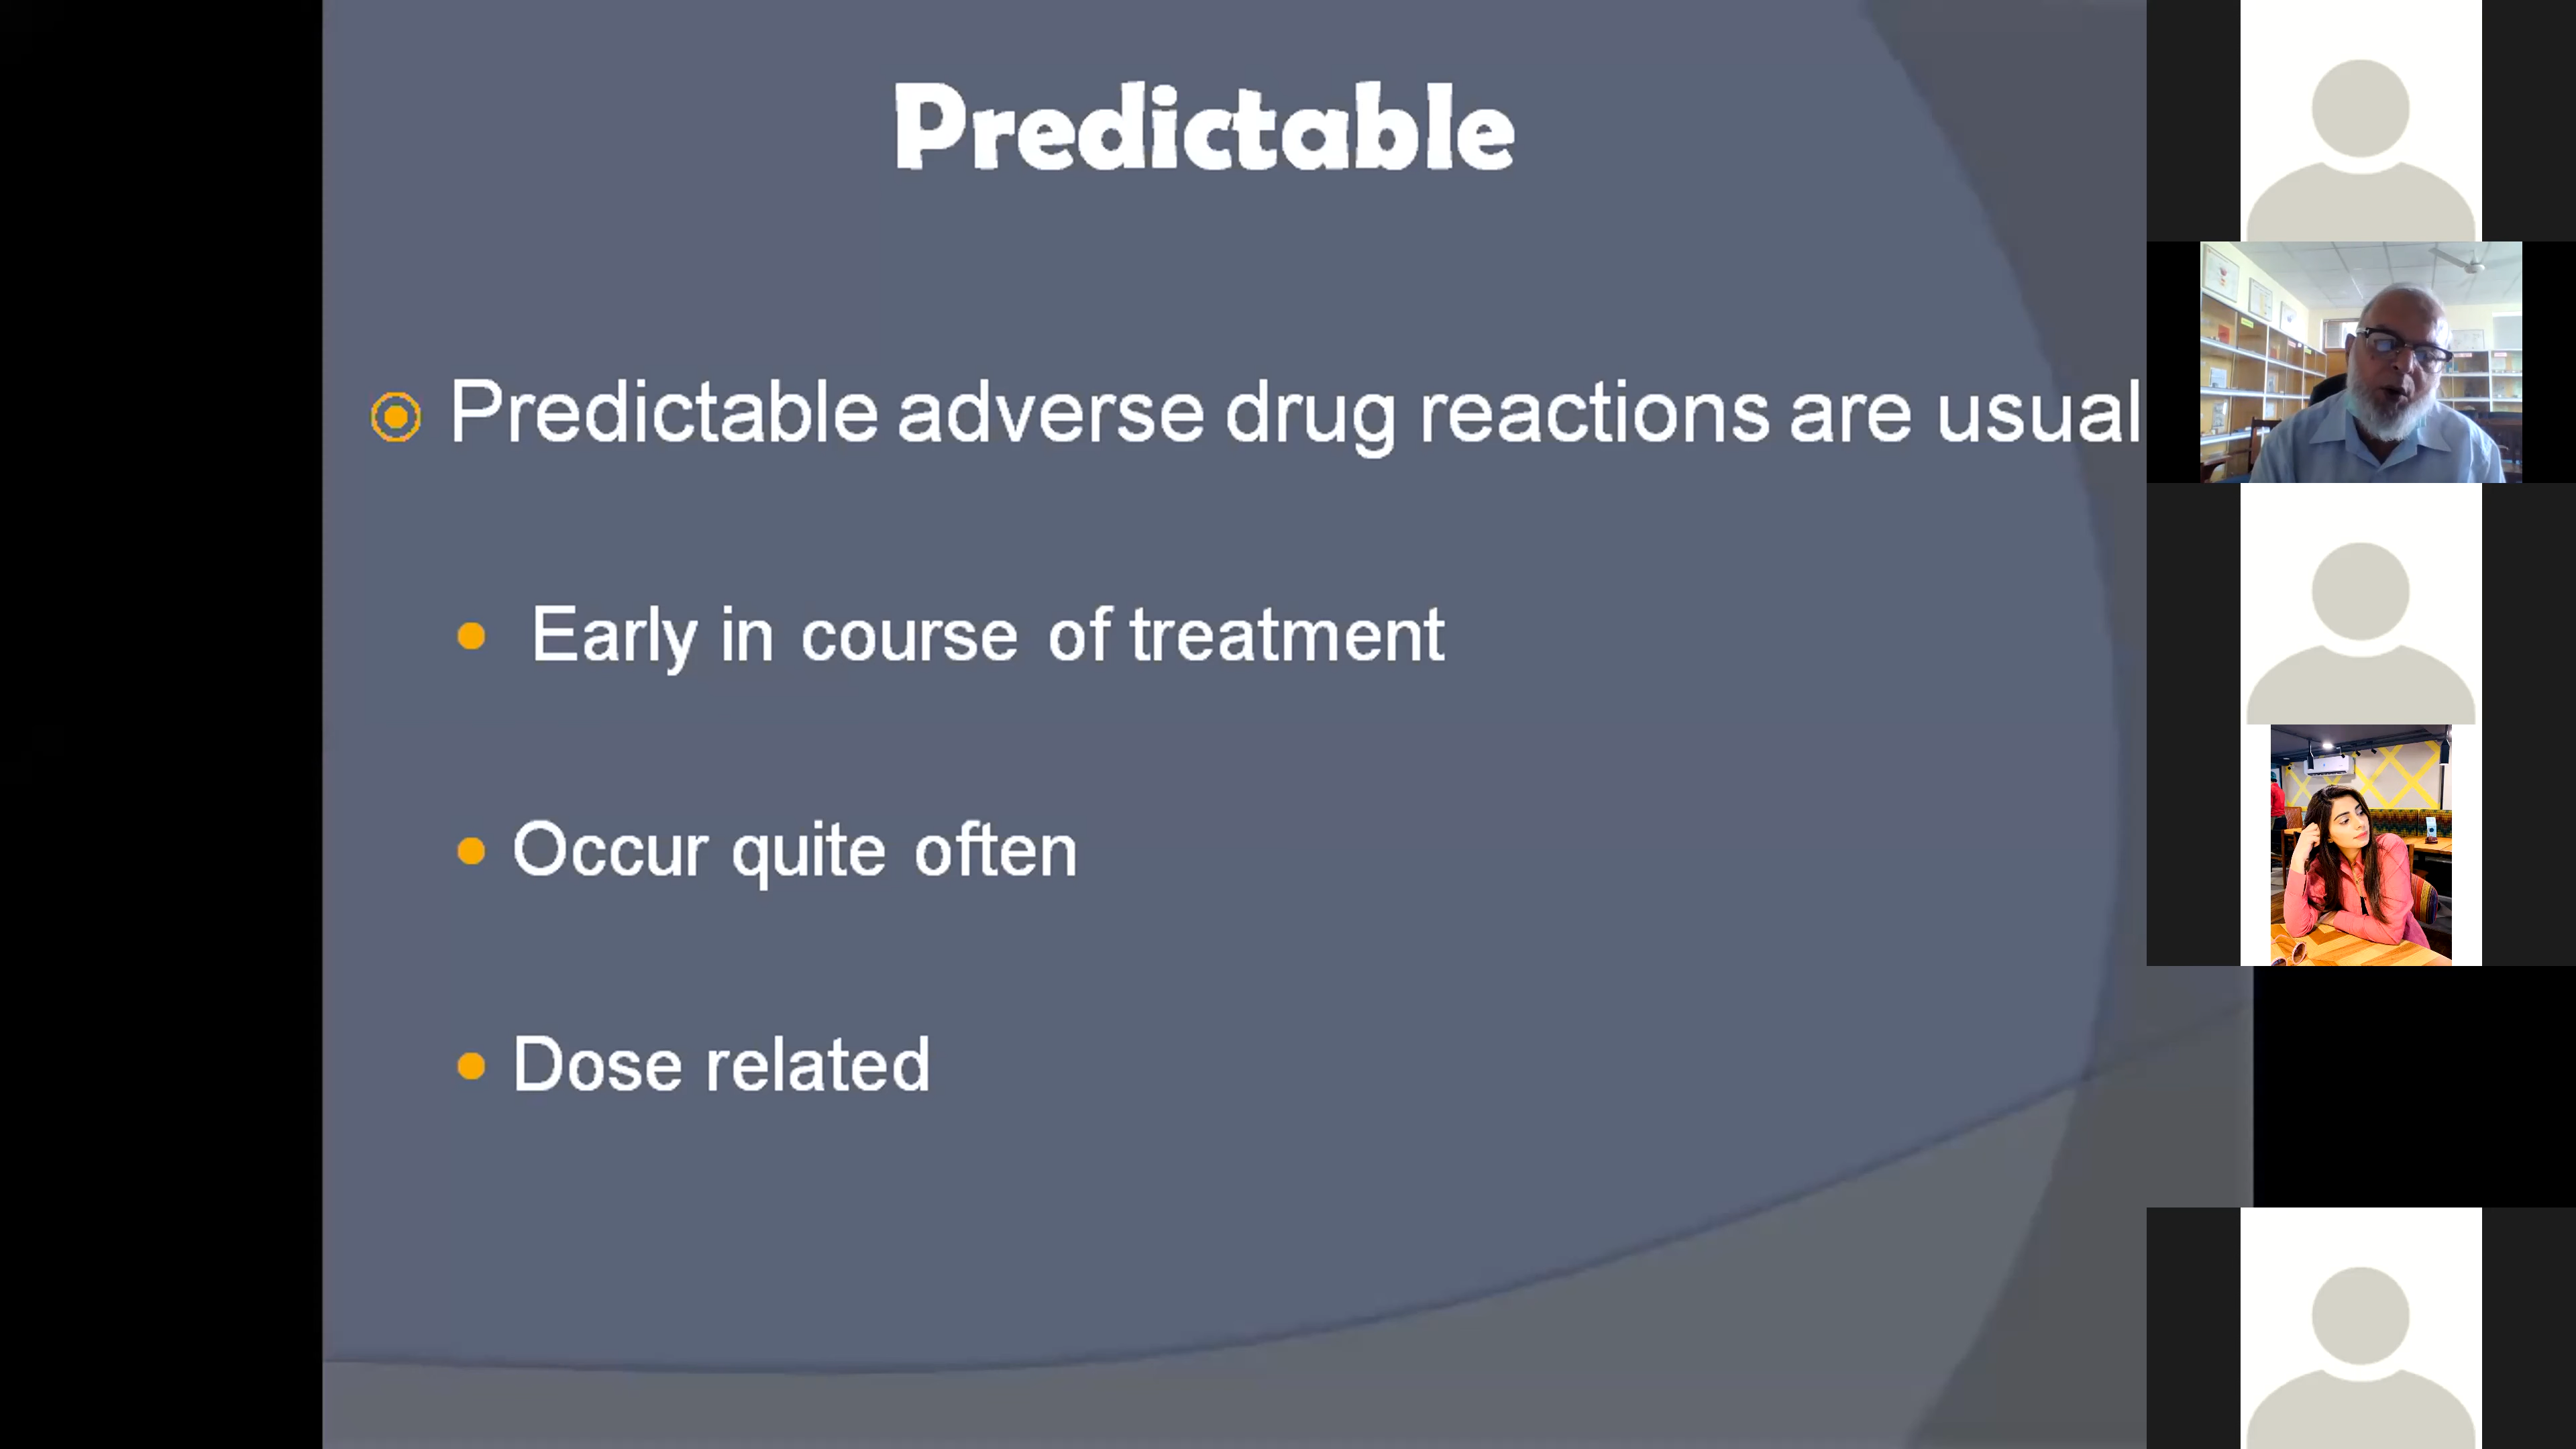 Predictable
Predictable adverse drug reactions are usual
Early in course of treatment
Occur quite often
Dose related